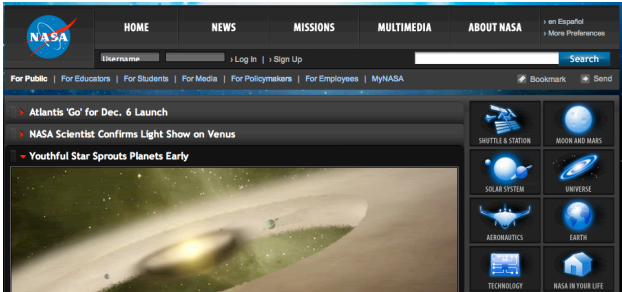 NASA
HOME NEWS MISSIONS MULTIMEDIA ABOUT NASA
› en Español
› More Preferences
Username › Log In | › Sign Up Search
For Public | For Educators | For Students | For Media | For Policymakers | For Employees | MyNASA Bookmark Send
Atlantis 'Go' for Dec. 6 Launch
NASA Scientist Confirms Light Show on Venus
Youthful Star Sprouts Planets Early
SHUTTLE & STATION MOON AND MARS
SOLAR SYSTEM UNIVERSE
AERONAUTICS EARTH
TECHNOLOGY NASA IN YOUR LIFE